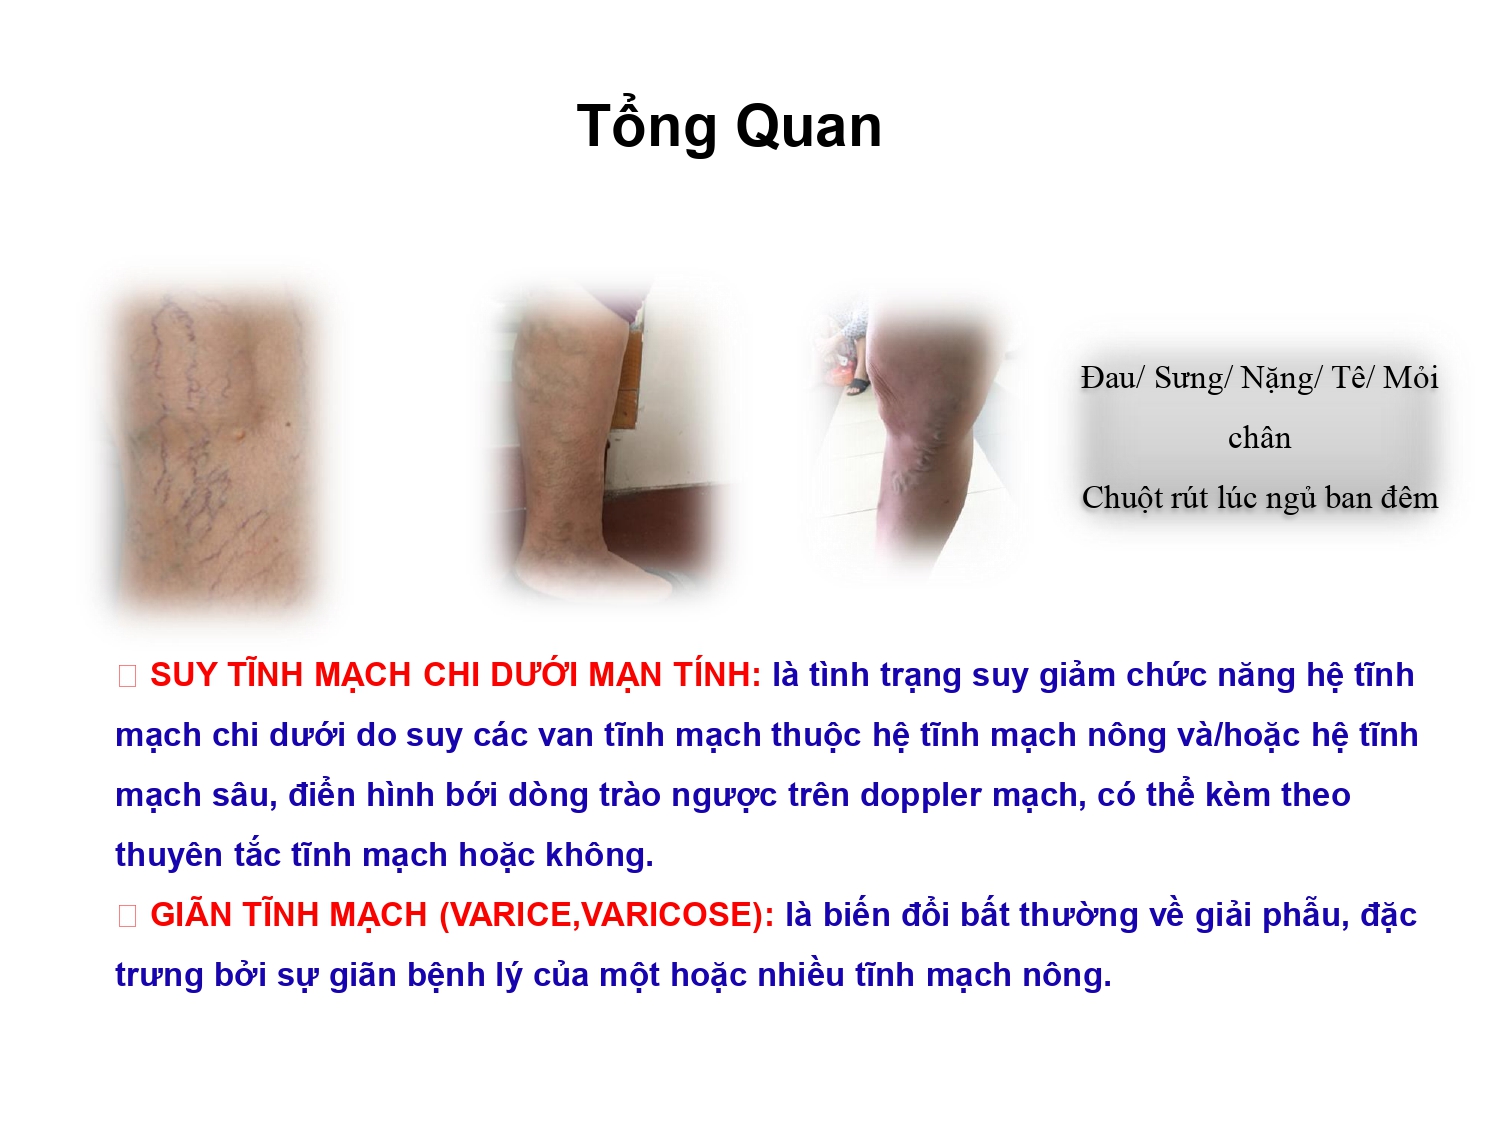 Tổng Quan
Đau/ Sưng/ Nặng/ Tê/ Mỏi
chân
Chuột rút lúc ngủ ban đêm
SUY TĨNH MẠCH CHI DƯỚI MẠN TÍNH: là tình trạng suy giảm chức năng hệ tĩnh
mạch chi dưới do suy các van tĩnh mạch thuộc hệ tĩnh mạch nông và/hoặc hệ tĩnh
mạch sâu, điển hình bới dòng trào ngược trên doppler mạch, có thể kèm theo
thuyên tắc tĩnh mạch hoặc không.
GIÃN TĨNH MẠCH (VARICE,VARICOSE): là biến đổi bất thường về giải phẫu, đặc
trưng bởi sự giãn bệnh lý của một hoặc nhiều tĩnh mạch nông.